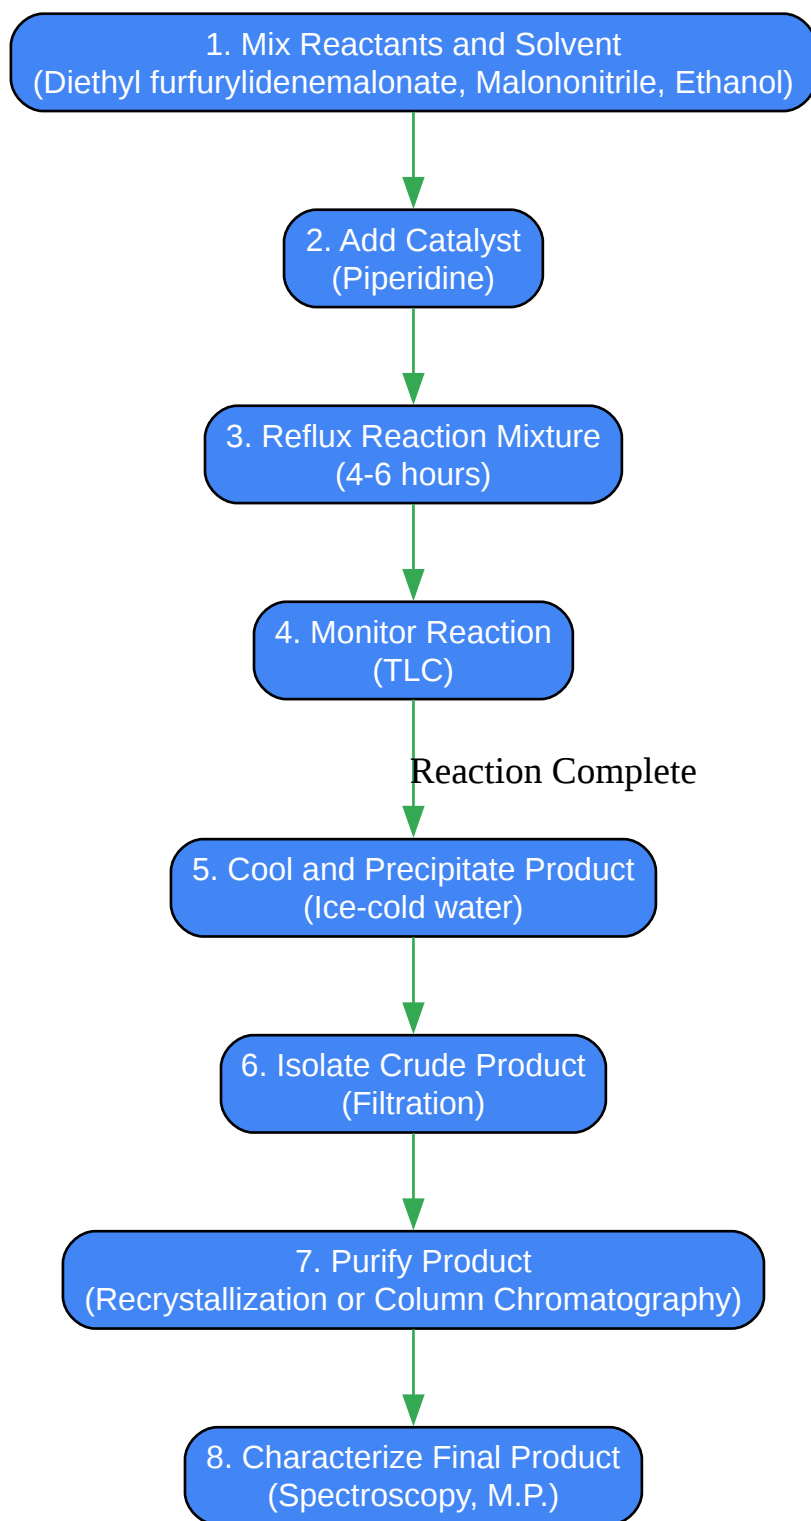 1. Mix Reactants and Solvent
(Diethyl furfurylidenemalonate, Malononitrile, Ethanol)
2. Add Catalyst
(Piperidine)
3. Reflux Reaction Mixture
(4-6 hours)
4. Monitor Reaction
(TLC)
Reaction Complete
5. Cool and Precipitate Product
(Ice-cold water)
6. Isolate Crude Product
(Filtration)
7. Purify Product
(Recrystallization or Column Chromatography)
8. Characterize Final Product
(Spectroscopy, M.P.)